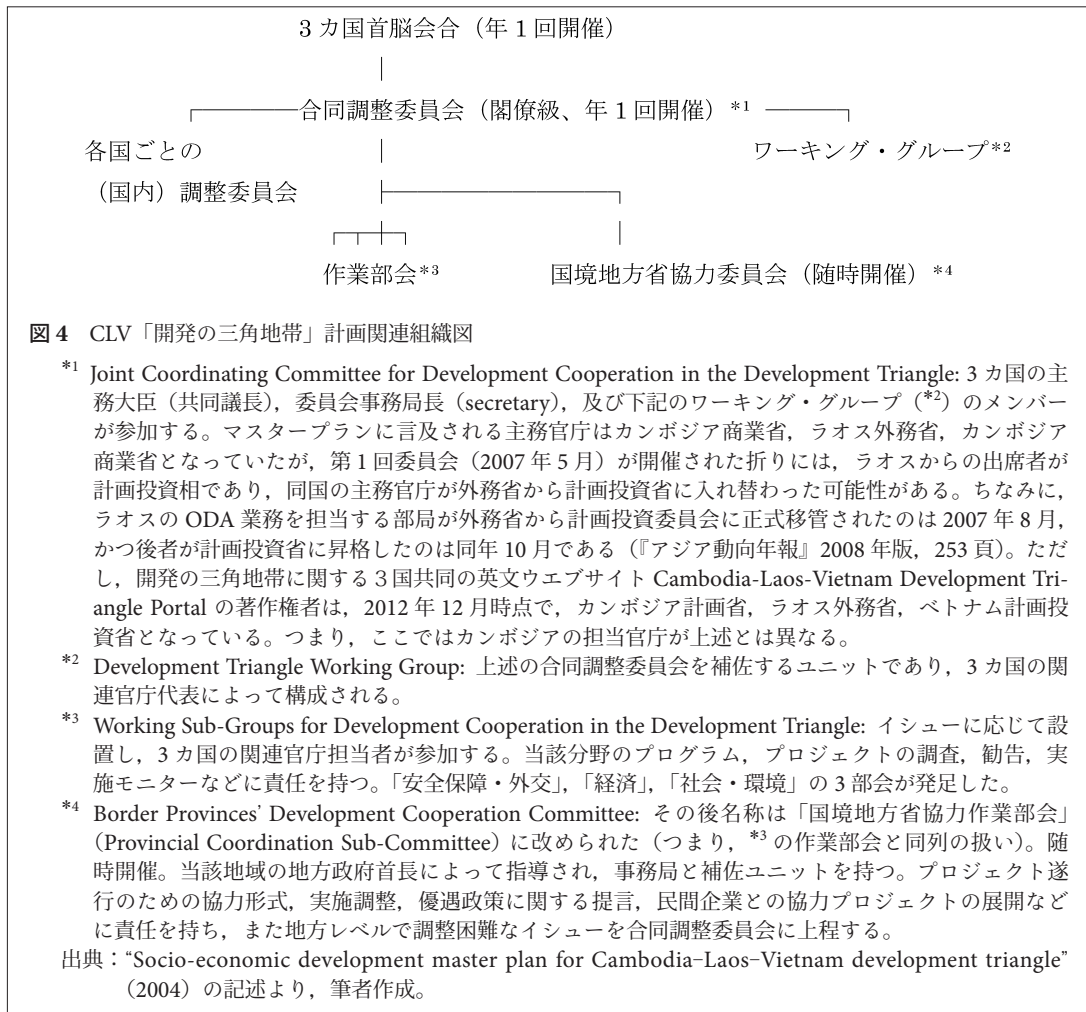 3 カ国首脳会合（年 1 回開催）
合同調整委員会（閣僚級、年 1 回開催）*1
各国ごとの
ワーキング・グループ*2
（国内）調整委員会
作業部会*3
国境地方省協力委員会（随時開催）*4
図 4 CLV「開発の三角地帯」計画関連組織図
*1 Joint Coordinating Committee for Development Cooperation in the Development Triangle: 3 カ国の主
務大臣（共同議長），委員会事務局長（secretary），及び下記のワーキング・グループ（*2）のメンバー
が参加する。マスタープランに言及される主務官庁はカンボジア商業省，ラオス外務省，カンボジア
商業省となっていたが，第 1 回委員会（2007 年 5 月）が開催された折りには，ラオスからの出席者が
計画投資相であり，同国の主務官庁が外務省から計画投資省に入れ替わった可能性がある。ちなみに，
ラオスの ODA 業務を担当する部局が外務省から計画投資委員会に正式移管されたのは 2007 年 8 月，
かつ後者が計画投資省に昇格したのは同年 10 月である（『アジア動向年報』2008 年版，253 頁）。ただ
し，開発の三角地帯に関する３国共同の英文ウエブサイト Cambodia-Laos-Vietnam Development Tri-
angle Portal の著作権者は，2012 年 12 月時点で，カンボジア計画省，ラオス外務省，ベトナム計画投
資省となっている。つまり，ここではカンボジアの担当官庁が上述とは異なる。
*2 Development Triangle Working Group: 上述の合同調整委員会を補佐するユニットであり，3 カ国の関
連官庁代表によって構成される。
*3 Working Sub-Groups for Development Cooperation in the Development Triangle: イシューに応じて設
置し，3 カ国の関連官庁担当者が参加する。当該分野のプログラム，プロジェクトの調査，勧告，実
施モニターなどに責任を持つ。「安全保障・外交」，「経済」，「社会・環境」の 3 部会が発足した。
*4 Border Provinces' Development Cooperation Committee: その後名称は「国境地方省協力作業部会」
（Provincial Coordination Sub-Committee）に改められた（つまり，*3 の作業部会と同列の扱い）。随
時開催。当該地域の地方政府首長によって指導され，事務局と補佐ユニットを持つ。プロジェクト遂
行のための協力形式，実施調整，優遇政策に関する提言，民間企業との協力プロジェクトの展開など
に責任を持ち，また地方レベルで調整困難なイシューを合同調整委員会に上程する。
出典：“Socio-economic development master plan for Cambodia–Laos–Vietnam development triangle”
（2004）の記述より，筆者作成。